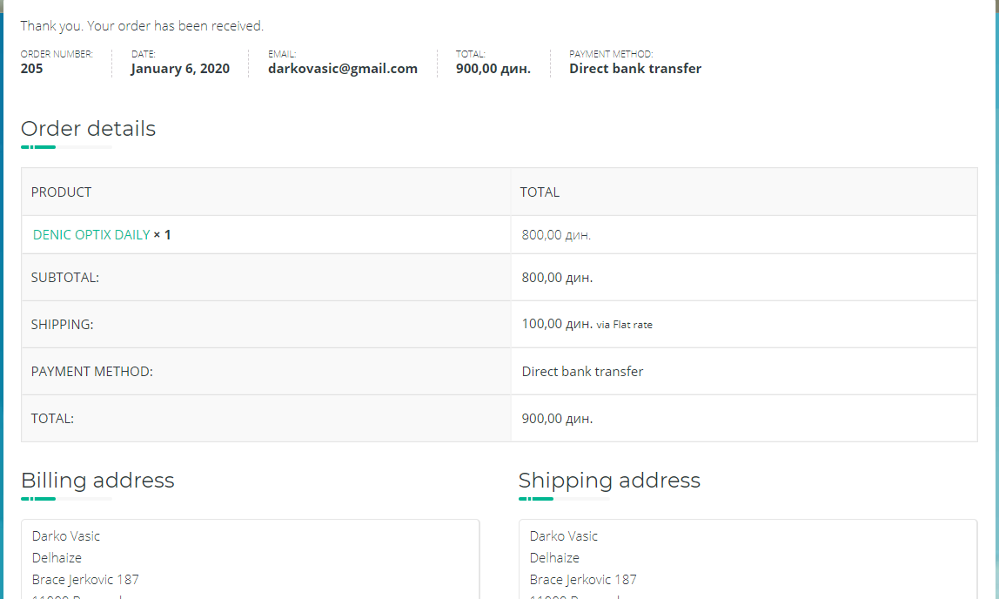 Thank you. Your order has been received.
ORDER NUMBER:
205
DATE:
January 6, 2020
EMAIL:
darkovasic@gmail.com
TOTAL:
900,00 дин.
PAYMENT METHOD:
Direct bank transfer
Order details
PRODUCT TOTAL
DENIC OPTIX DAILY × 1 800,00 дин.
SUBTOTAL: 800,00 дин.
SHIPPING: 100,00 дин. via Flat rate
PAYMENT METHOD: Direct bank transfer
TOTAL: 900,00 дин.
Billing address
Darko Vasic
Delhaize
Brace Jerkovic 187
Shipping address
Darko Vasic
Delhaize
Brace Jerkovic 187